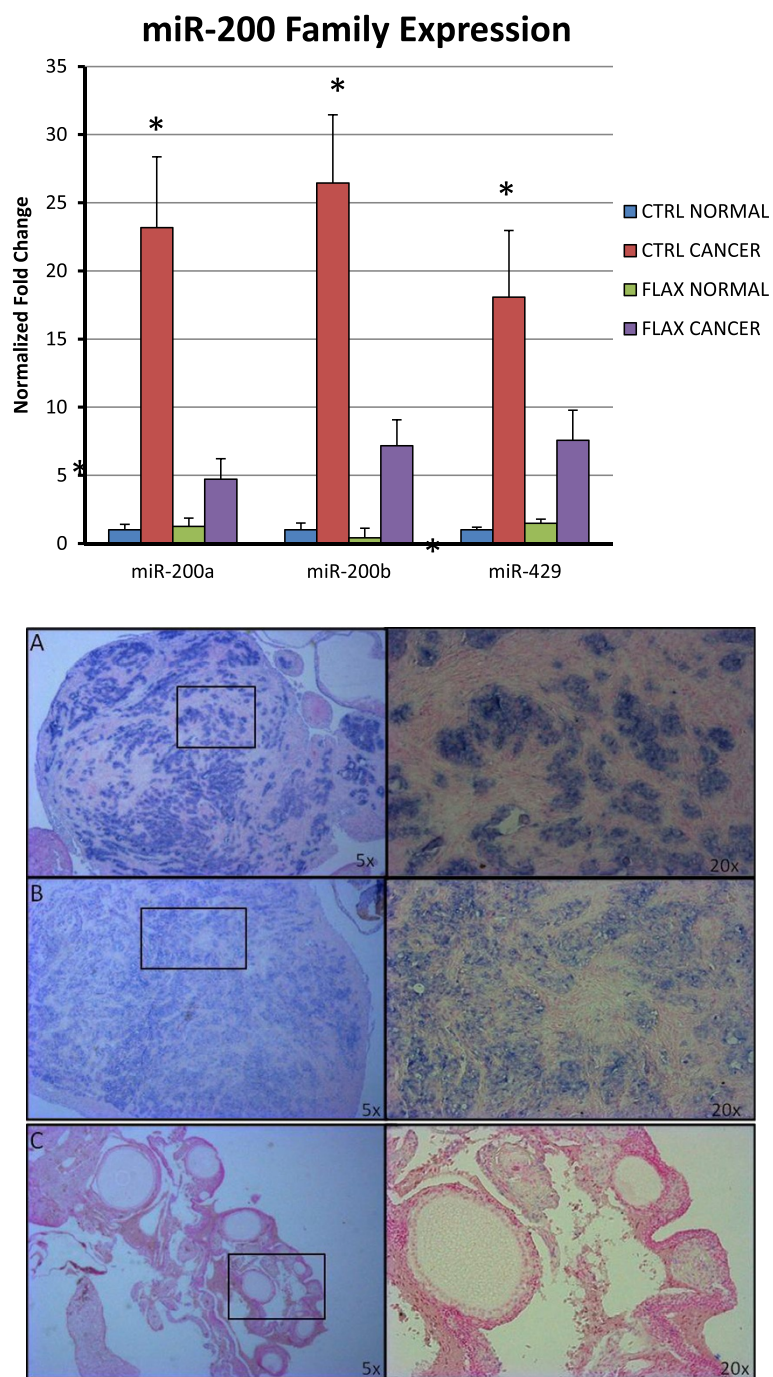 miR-200 Family Expression
Normalized Fold Change
35
30
25
20
15
10
5
0
*
*
*
*
*
miR-200a
miR-200b
miR-429
CTRL NORMAL
CTRL CANCER
FLAX NORMAL
FLAX CANCER
A
5x
20x
B
5x
20x
C
5x
20x